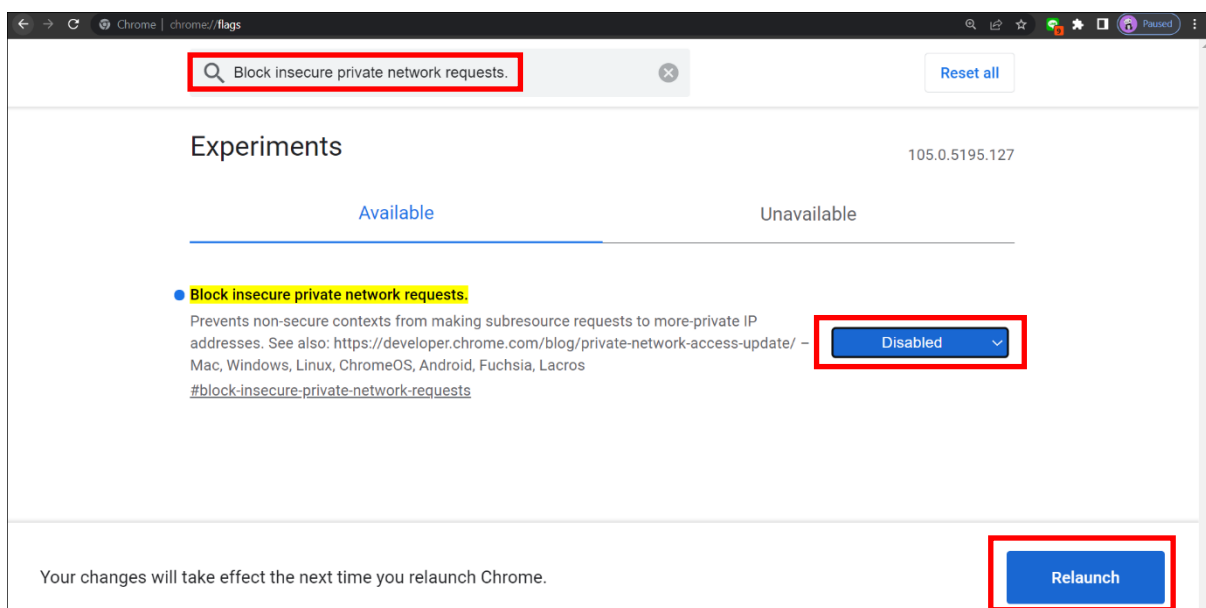 Chrome | chrome://flags
9
Paused
Block insecure private network requests.
Reset all
Experiments
105.0.5195.127
Available
Unavailable
Block insecure private network requests.
Prevents non-secure contexts from making subresource requests to more-private IP
addresses. See also: https://developer.chrome.com/blog/private-network-access-update/ –
Mac, Windows, Linux, ChromeOS, Android, Fuchsia, Lacros
#block-insecure-private-network-requests
Disabled
Your changes will take effect the next time you relaunch Chrome.
Relaunch